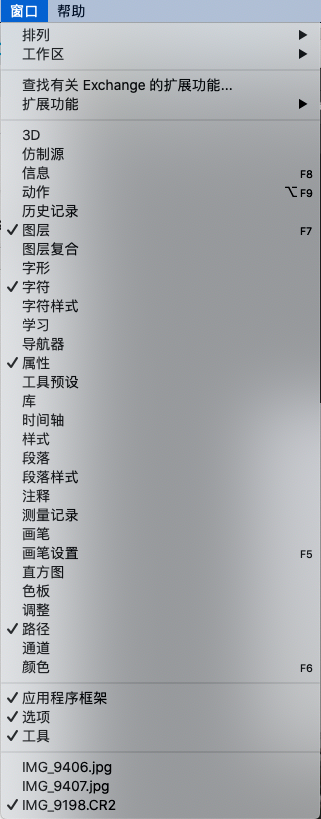 窗口 帮助
排列
工作区
查找有关 Exchange 的扩展功能...
扩展功能
3D
仿制源
信息 F8
动作 ⌥F9
历史记录
图层 F7
图层复合
字形
字符
字符样式
学习
导航器
属性
工具预设
库
时间轴
样式
段落
段落样式
注释
测量记录
画笔
画笔设置 F5
直方图
色板
调整
路径
通道
颜色 F6
应用程序框架
选项
工具
IMG_9406.jpg
IMG_9407.jpg
IMG_9198.CR2